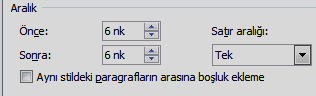 Aralık
Önce: 6 nk Satır aralığı:
Sonra: 6 nk Tek
Aynı stildeki paragrafların arasına boşluk ekleme